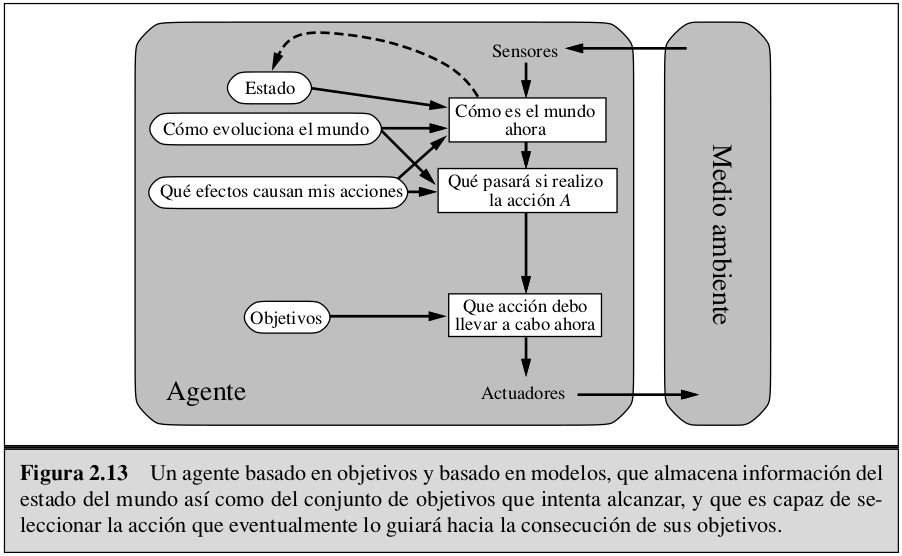 Sensores
Estado
Cómo es el mundo
ahora
Cómo evoluciona el mundo
Qué efectos causan mis acciones
Qué pasará si realizo
la acción A
Objetivos
Que acción debo
llevar a cabo ahora
Agente
Actuadores
Medio ambiente
Figura 2.13 Un agente basado en objetivos y basado en modelos, que almacena información del
estado del mundo así como del conjunto de objetivos que intenta alcanzar, y que es capaz de se-
leccionar la acción que eventualmente lo guiará hacia la consecución de sus objetivos.